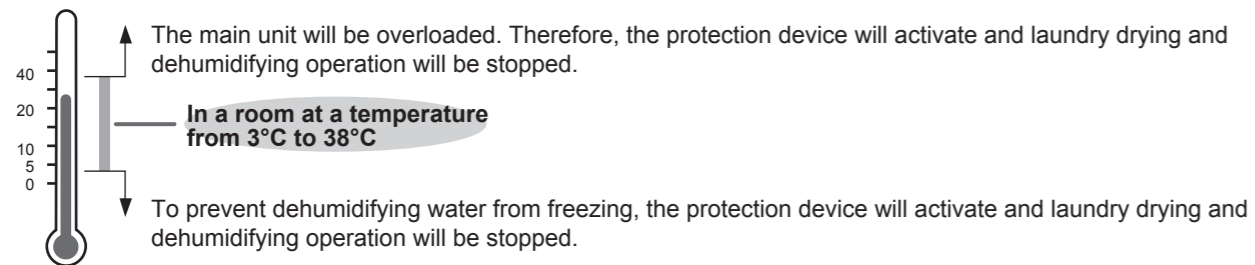 The main unit will be overloaded. Therefore, the protection device will activate and laundry drying and
dehumidifying operation will be stopped.
40
20
10
5
0
In a room at a temperature
from 3°C to 38°C
To prevent dehumidifying water from freezing, the protection device will activate and laundry drying and
dehumidifying operation will be stopped.